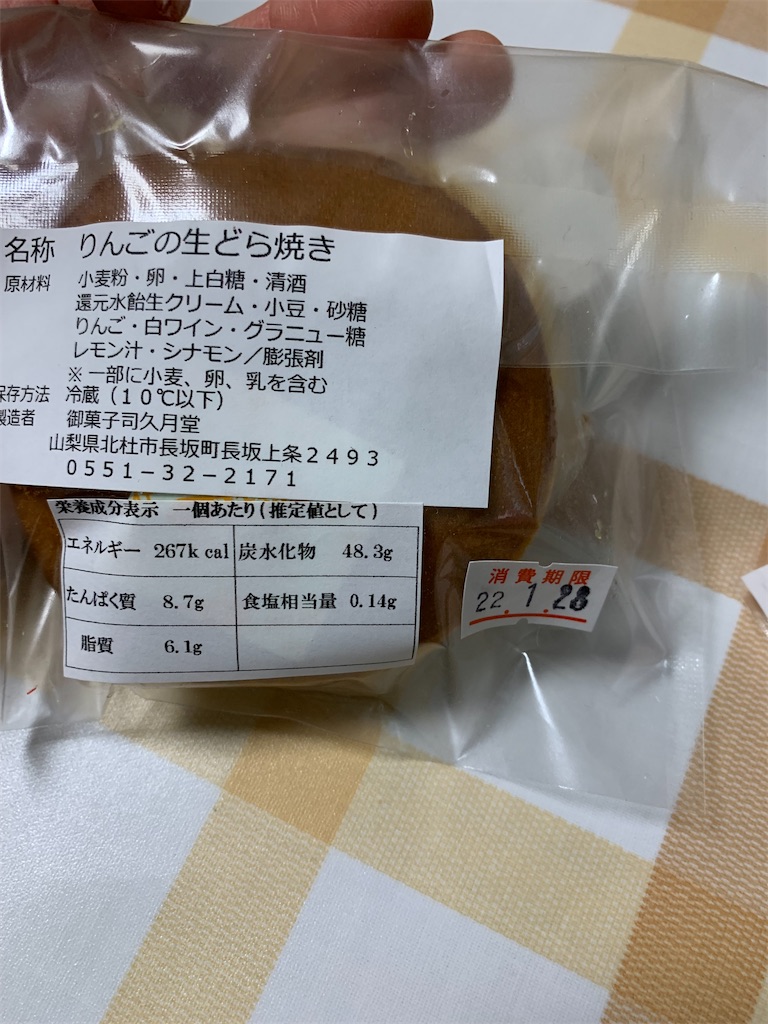 名称 りんごの生どら焼き
原材料 小麦粉・卵・上白糖・清酒
還元水飴生クリーム・小豆・砂糖
りんご・白ワイン・グラニュー糖
レモン汁・シナモン／膨張剤
※一部に小麦、卵、乳を含む
保存方法 冷蔵（１０℃以下）
製造者 御菓子司久月堂
山梨県北杜市長坂町長坂上条２４９３
０５５１－３２－２１７１
栄養成分表示 一個あたり(推定値として)
エネルギー 267k cal 炭水化物 48.3g
たんぱく質 8.7g 食塩相当量 0.14g
脂質 6.1g
消費期限
22.1.28